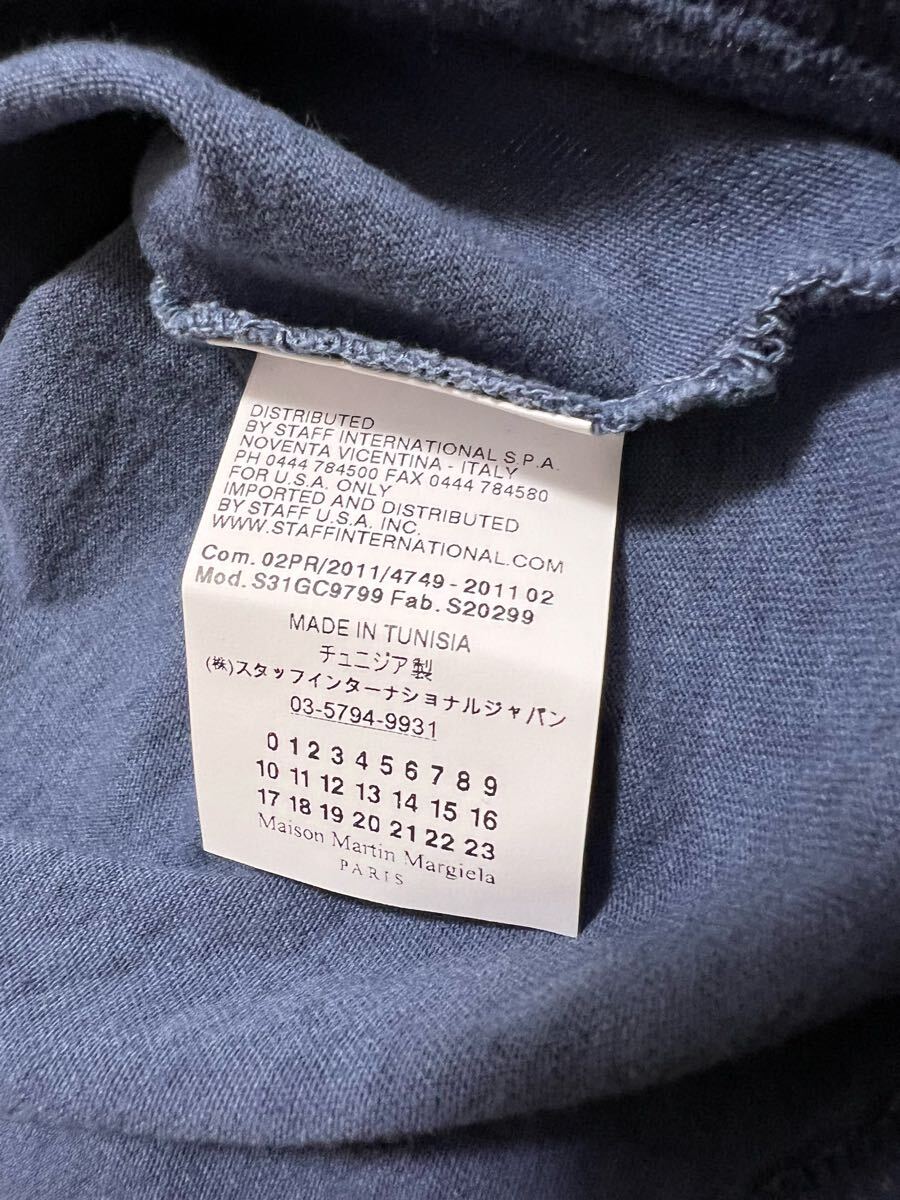 DISTRIBUTED
BY STAFF INTERNATIONAL S.P.A.
NOVENTA VICENTINA - ITALY
PH 0444 784500 FAX 0444 784580
FOR U.S.A. ONLY
IMPORTED AND DISTRIBUTED
BY STAFF U.S.A. INC.
WWW.STAFFINTERNATIONAL.COM
Com. 02PR/2011/4749 - 2011 02
Mod. S31GC9799 Fab. S20299
MADE IN TUNISIA
チュニジア製
(株)スタッフインターナショナルジャパン
03-5794-9931
0 1 2 3 4 5 6 7 8 9
10 11 12 13 14 15 16
17 18 19 20 21 22 23
Maison Martin Margiela
PARIS